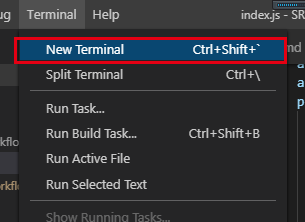 Terminal
index.js - SR
New Terminal Ctrl+Shift+`
Split Terminal Ctrl+\
Run Task...
Run Build Task... Ctrl+Shift+B
Run Active File
Run Selected Text
Show Running Tasks...